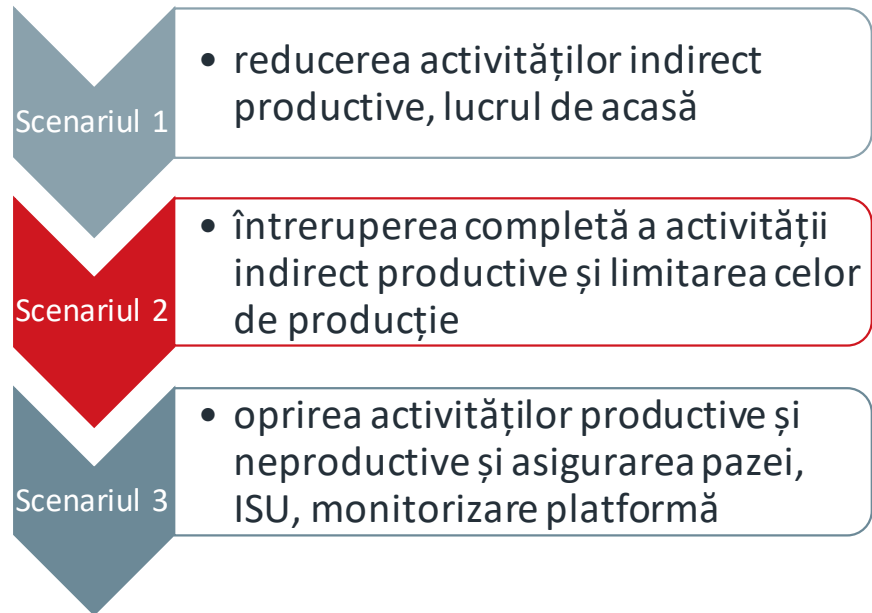 Scenariul 1
• reducerea activităților indirect
productive, lucrul de acasă
Scenariul 2
• întreruperea completă a activității
indirect productive și limitarea celor
de producție
Scenariul 3
• oprirea activităților productive și
neproductive și asigurarea pazei,
ISU, monitorizare platformă